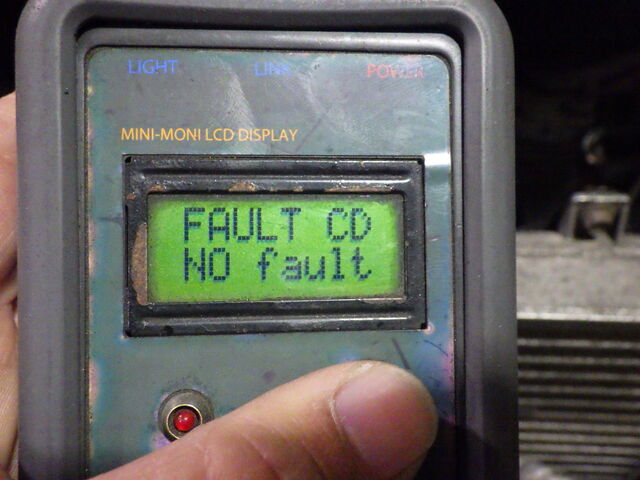 LIGHT LINK POWER
MINI-MONI LCD DISPLAY
FAULT CD
NO fault